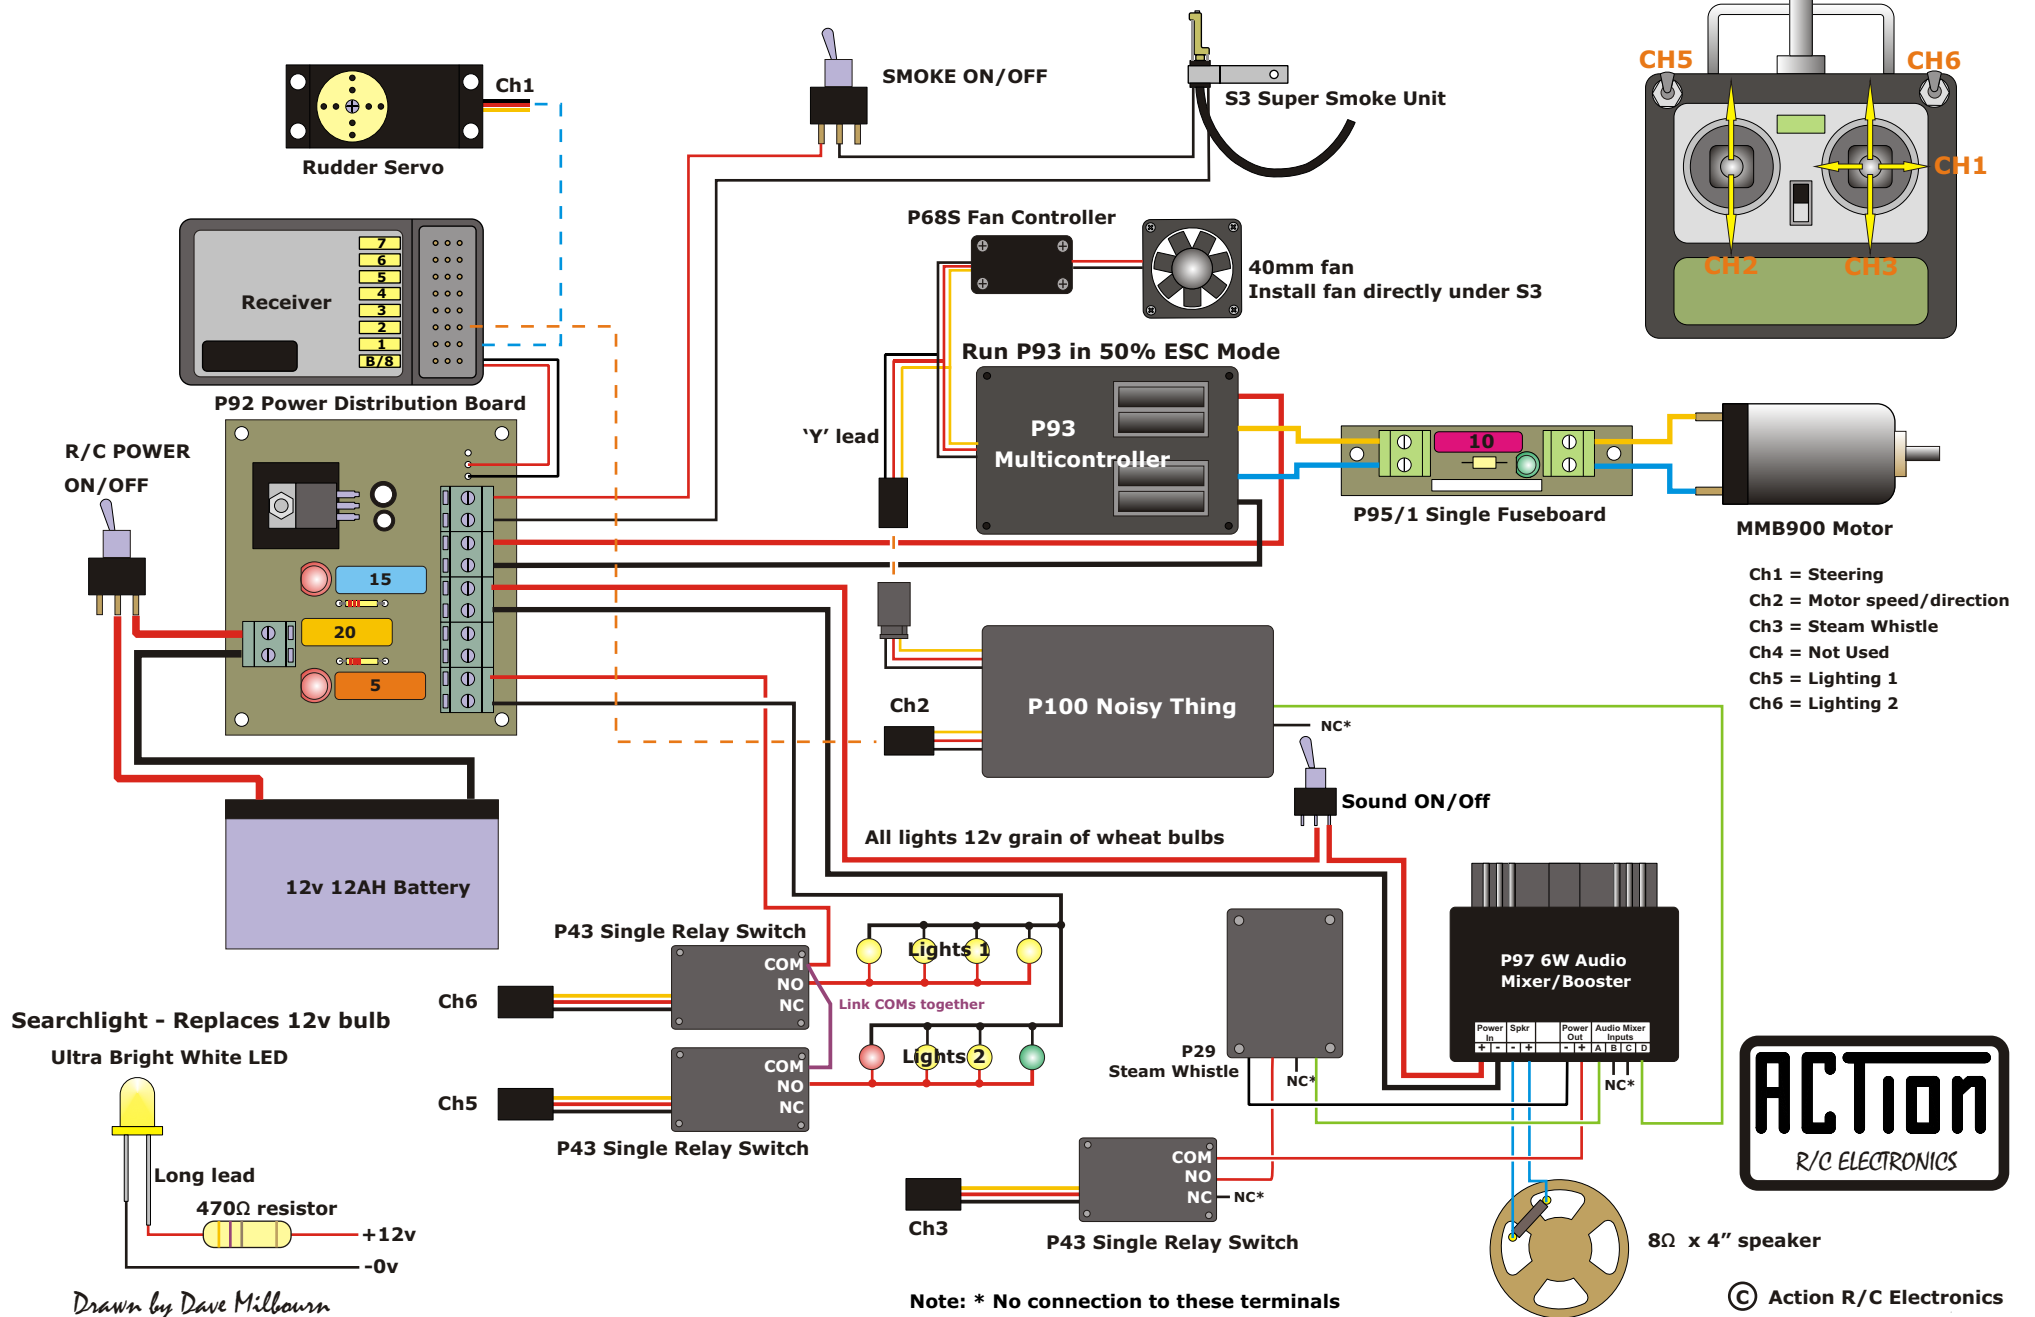 SMOKE ON/OFF
Ch1
Rudder Servo
S3 Super Smoke Unit
CH5
CH6
CH1
CH2
CH3
P68S Fan Controller
40mm fan
Install fan directly under S3
Receiver
7
6
5
4
3
2
1
B/8
P92 Power Distribution Board
R/C POWER
ON/OFF
15
20
5
Run P93 in 50% ESC Mode
‘Y’ lead
P93
Multicontroller
10
P95/1 Single Fuseboard
MMB900 Motor
Ch1 = Steering
Ch2 = Motor speed/direction
Ch3 = Steam Whistle
Ch4 = Not Used
Ch5 = Lighting 1
Ch6 = Lighting 2
Ch2
P100 Noisy Thing
NC*
Sound ON/Off
All lights 12v grain of wheat bulbs
12v 12AH Battery
P43 Single Relay Switch
COM
NO
NC
Ch6
Lights 1
Link COMs together
Lights 2
COM
NO
NC
Ch5
P43 Single Relay Switch
P29
Steam Whistle
NC*
P97 6W Audio
Mixer/Booster
Power In
Spkr
Power Out
Audio Mixer Inputs
+ - - + - + A B C D
NC*
COM
NO
NC
NC*
Ch3
P43 Single Relay Switch
8Ω x 4” speaker
Searchlight - Replaces 12v bulb
Ultra Bright White LED
Long lead
470Ω resistor
+12v
-0v
Drawn by Dave Milbourn
Note: * No connection to these terminals
ACTion
R/C ELECTRONICS
© Action R/C Electronics